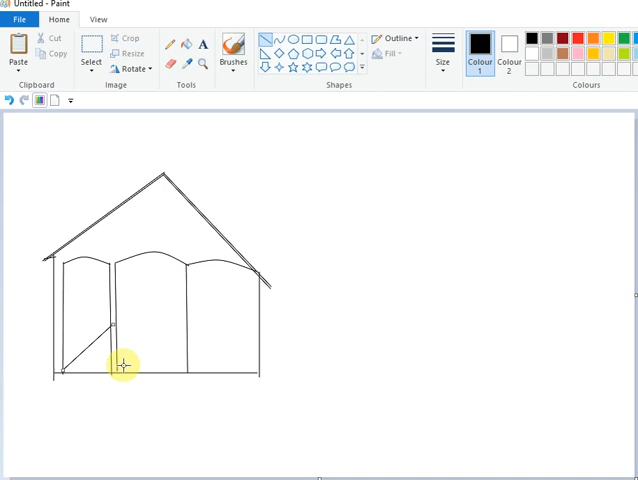 Untitled - Paint
File
Home
View
Paste
Cut
Copy
Clipboard
Select
Crop
Resize
Rotate
Image
A
Tools
Brushes
Outline
Fill
Shapes
Size
Colour
1
Colour
2
Colours